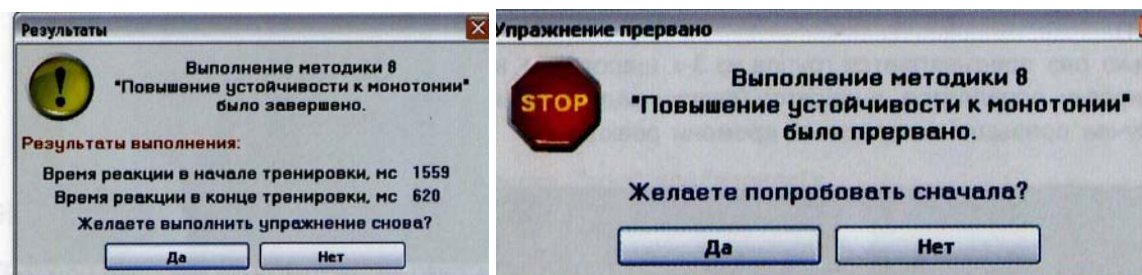 Результаты
Выполнение методики 8
"Повышение устойчивости к монотонии"
было завершено.
Результаты выполнения:
Время реакции в начале тренировки, мс 1559
Время реакции в конце тренировки, мс 620
Желаете выполнить упражнение снова?
Да Нет
Упражнение прервано
STOP
Выполнение методики 8
"Повышение устойчивости к монотонии"
было прервано.
Желаете попробовать сначала?
Да Нет